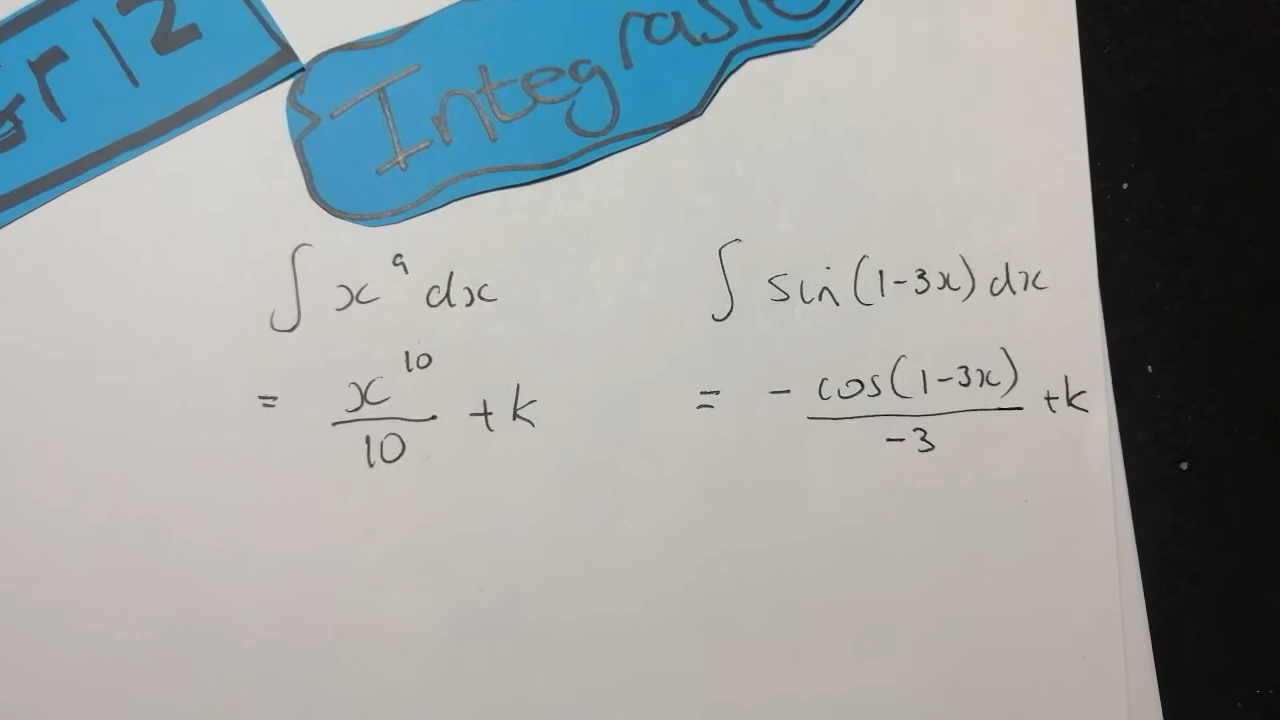 Gr 12
Integrasie
∫ x⁹ dx
= x¹⁰/10 + k
∫ sin(1-3x) dx
= - cos(1-3x)/-3 + k